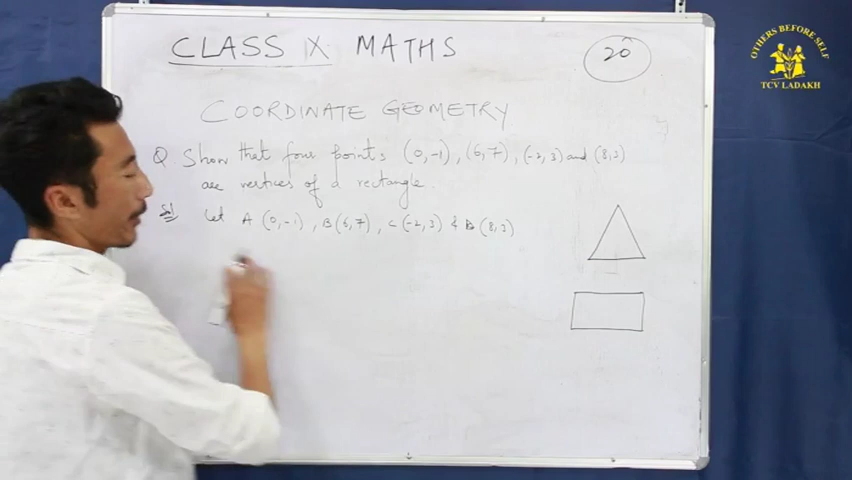 CLASS X MATHS
20
OTHERS BEFORE SELF
TCV LADAKH
COORDINATE GEOMETRY
Q. Show that four points (0,-1), (6,7), (-2,3) and (8,3)
are vertices of a rectangle.
Sol Let A (0,-1), B(6,7), C(-2,3) & D (8,3)